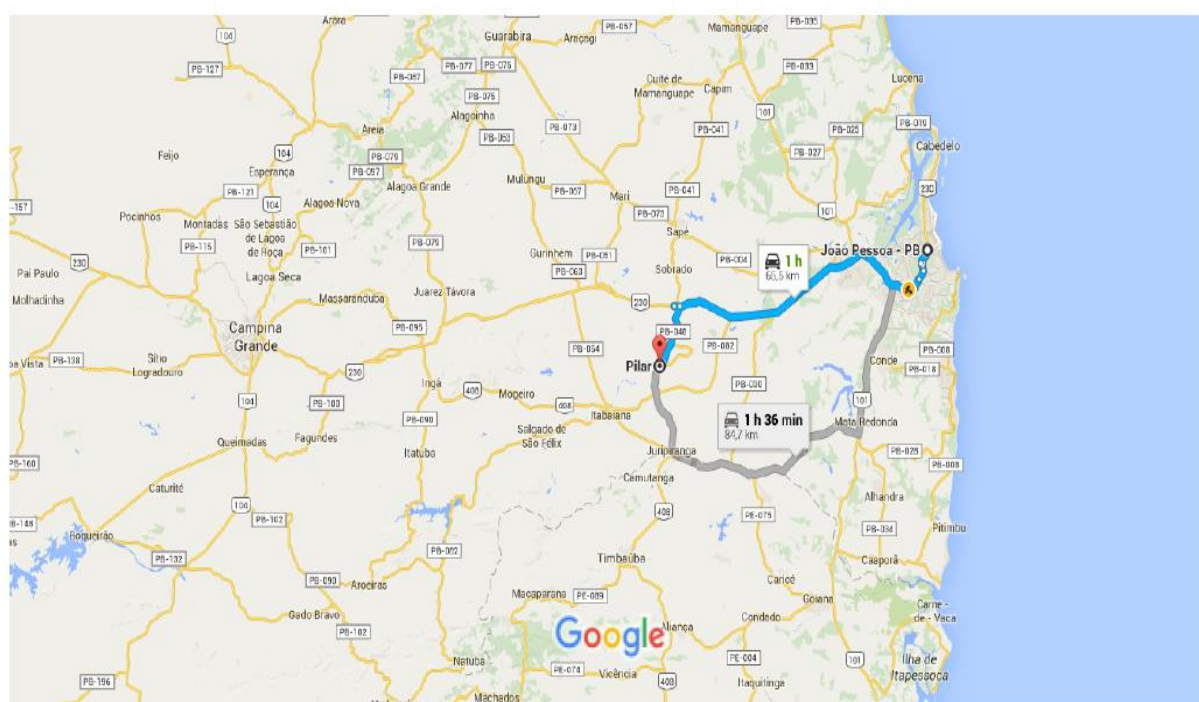 Arara
104
PB-057
Guarabira
Araçagi
Mamanguape
PB-035
PB-127
PB-087
PB-077
PB-075
Cuité de
Mamanguape
Capim
PB-033
Lucena
PB-075
Alagoinha
Areia
PB-063
PB-073
PB-041
101
PB-025
PB-019
Cabedelo
Feijo
Esperança
104
PB-079
PB-097
Alagoa Grande
Mulungu
PB-067
Mari
PB-041
PB-027
230
PB-121
104
Alagoa Nova
PB-073
Sapé
101
Pocinhos
Montadas
São Sebastião
de Lagoa
de Roça
PB-115
PB-101
PB-079
Gurinhem
PB-051
PB-063
Sobrado
PB-004
João Pessoa - PB
1 h
65,5 km
230
Pai Paulo
Lagoa Seca
Molhadinha
Massaranduba
Juarez Távora
230
Campina
Grande
PB-095
PB-048
PB-054
PB-082
Conde
PB-008
PB-018
Boa Vista
PB-138
Sítio
Logradouro
230
PB-100
Ingá
408
Mogeiro
408
Pilar
PB-030
101
Itabaiana
1 h 36 min
84,7 km
Mata Redonda
104
Queimadas
Fagundes
PB-090
Itatuba
Salgado de
São Félix
Juripiranga
Camutanga
PB-028
PB-008
PB-160
Caturité
104
PB-102
408
PE-075
Alhandra
PB-034
Pitimbu
PB-148
Boqueirão
PB-132
PB-082
Timbaúba
Caaporã
PB-090
Aroeiras
Macaparana
PE-089
Caricé
Goiana
Carne -
de - Vaca
Gado Bravo
PB-102
Google
Aliança
Condado
101
Natuba
PE-074
Vicência
408
PE-004
Itaquitinga
Ilha de
Itapessoca
PB-196
Machados